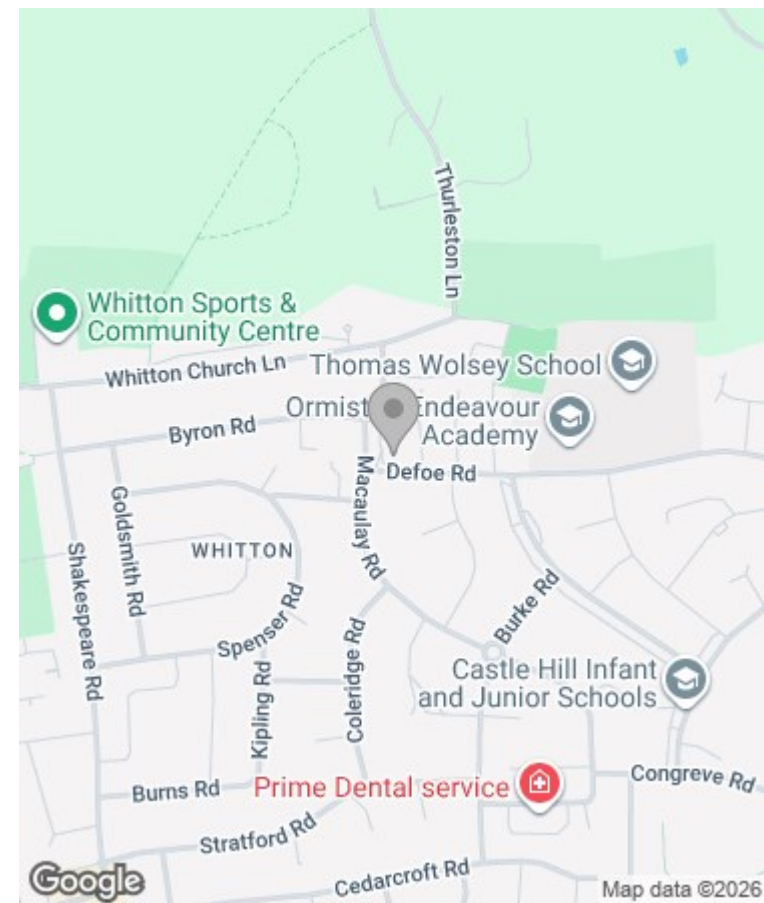 Thurleston Ln
Whitton Sports &
Community Centre
Whitton Church Ln
Thomas Wolsey School
Ormist Endeavour
Academy
Byron Rd
Defoe Rd
Macaulay Rd
Goldsmith Rd
WHITTON
Shakespeare Rd
Spenser Rd
Burke Rd
Kipling Rd
Coleridge Rd
Castle Hill Infant
and Junior Schools
Burns Rd
Prime Dental service
Congreve Rd
Stratford Rd
Cedarcroft Rd
Google
Map data ©2026